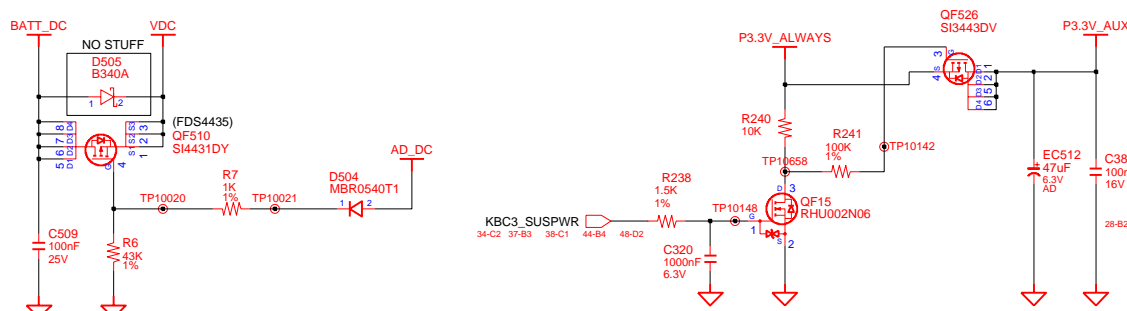 BATT_DC
VDC
NO STUFF
D505
B340A
1
2
(FDS4435)
QF510
SI4431DY
8
7
6
5
D4
D3
D2
D1
S3
S2
S1
3
2
1
G
4
AD_DC
D504
MBR0540T1
1
2
TP10020
R7
1K
1%
TP10021
C509
100nF
25V
R6
43K
1%
QF526
SI3443DV
P3.3V_ALWAYS
P3.3V_AUX
3
G
4
S
D1
D2
D3
D4
1
2
5
6
R240
10K
R241
100K
1%
TP10142
TP10658
R238
1.5K
1%
TP10148
D
3
QF15
RHU002N06
G
1
S
2
KBC3_SUSPWR
34-C2
37-B3
38-C1
44-B4
48-D2
C320
1000nF
6.3V
EC512
47uF
6.3V
AD
C38
100n
16V
28-B2